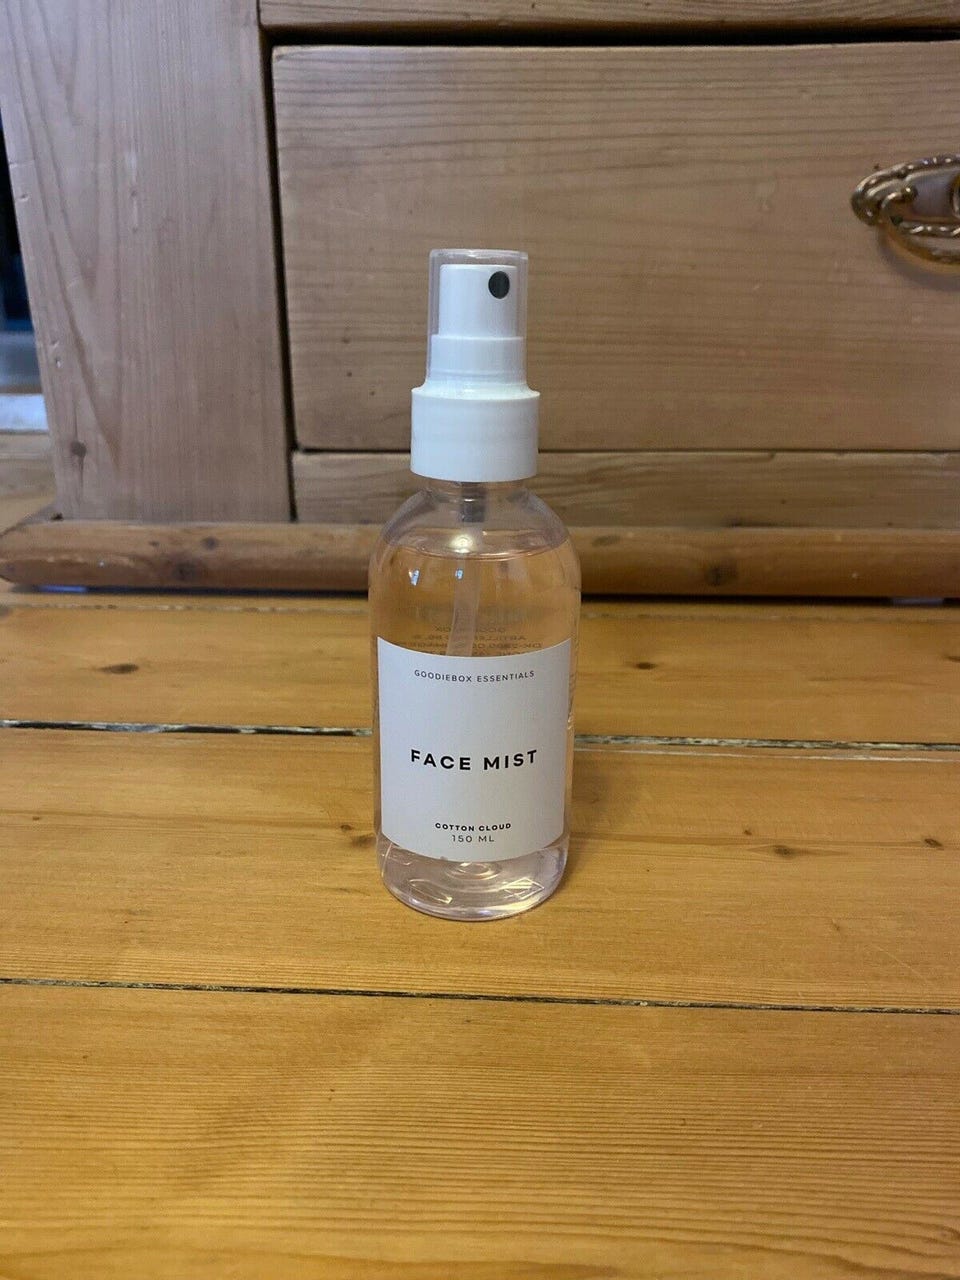 GOODIEBOX ESSENTIALS
FACE MIST
COTTON CLOUD
150 ML